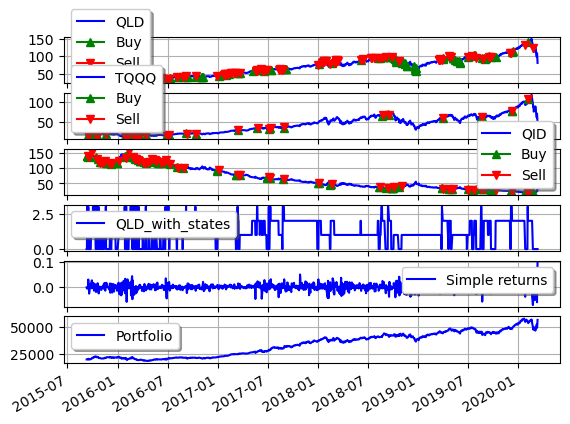 QLD
Buy
Sell
150
100
50
TQQQ
Buy
Sell
100
50
QID
Buy
Sell
150
100
50
QLD_with_states
2.5
0.0
Simple returns
0.1
0.0
Portfolio
50000
25000
2015-07
2016-01
2016-07
2017-01
2017-07
2018-01
2018-07
2019-01
2019-07
2020-01